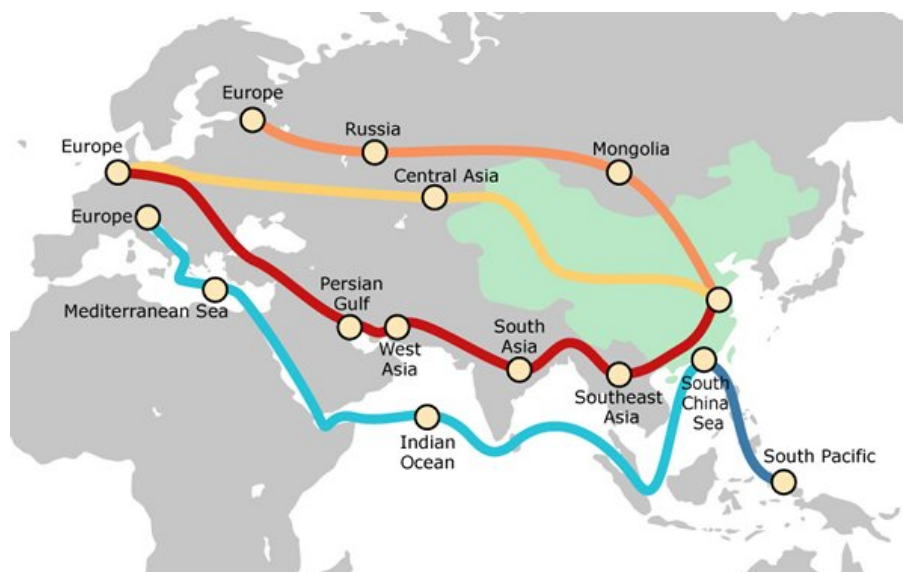 Europe
Russia
Europe
Mongolia
Central Asia
Europe
Persian
Gulf
Mediterranean Sea
South
Asia
West
Asia
Southeast
Asia
South
China
Sea
Indian
Ocean
South Pacific